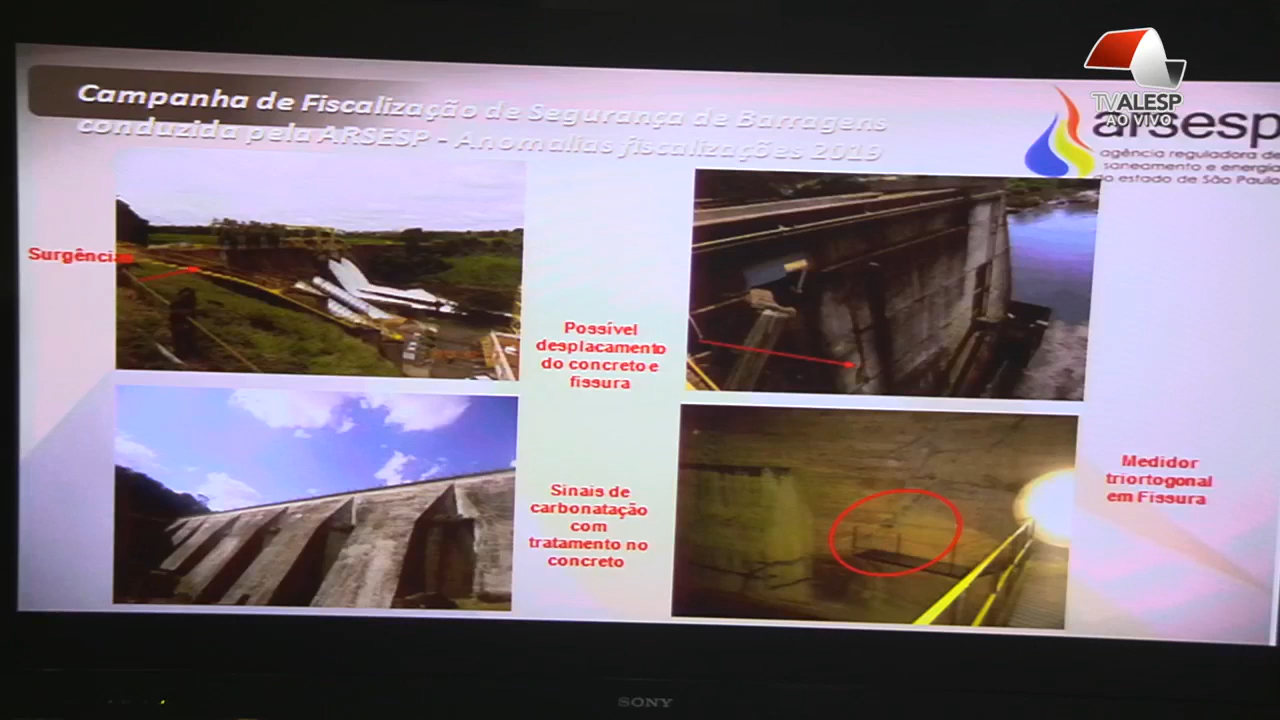 Campanha de Fiscalização de Segurança de Barragens
conduzida pela ARSESP - Anomalias fiscalizações 2019
TVALESP
AO VIVO
arsesp
agência reguladora de
saneamento e energia
do estado de São Paulo
Surgências
Possível
desplacamento
do concreto e
fissura
Sinais de
carbonatação
com
tratamento no
concreto
Medidor
triortogonal
em Fissura
SONY